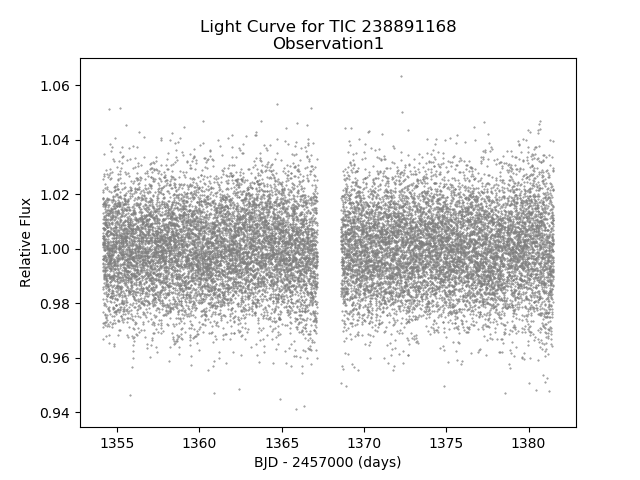 Light Curve for TIC 238891168
Observation1
1.06
1.04
1.02
1.00
0.98
0.96
0.94
Relative Flux
1355 1360 1365 1370 1375 1380
BJD - 2457000 (days)